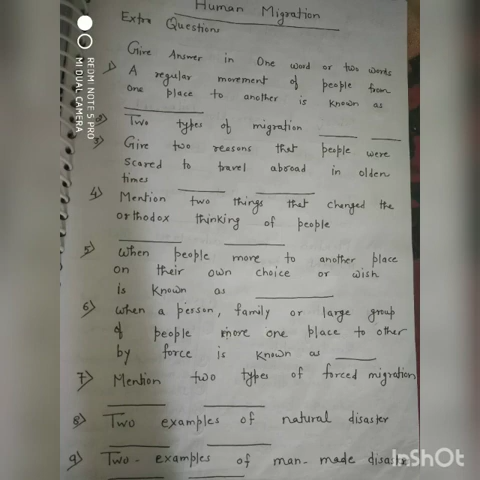 Human Migration
Extra Questions
Give Answer in One word or two words
1) A regular movement of people from
one place to another is known as
2) Two types of migration
3) Give two reasons that people were
scared to travel abroad in olden
times
4) Mention two things that changed the
orthodox thinking of people
5) when people more to another place
on their own choice or wish
is known as
6) when a person, family or large group
of people more one place to other
by force is known as
7) Mention two types of forced migration
8) Two examples of natural disaster
9) Two - examples of man-made disaster
REDMI NOTE 5 PRO
MI DUAL CAMERA
InShOt